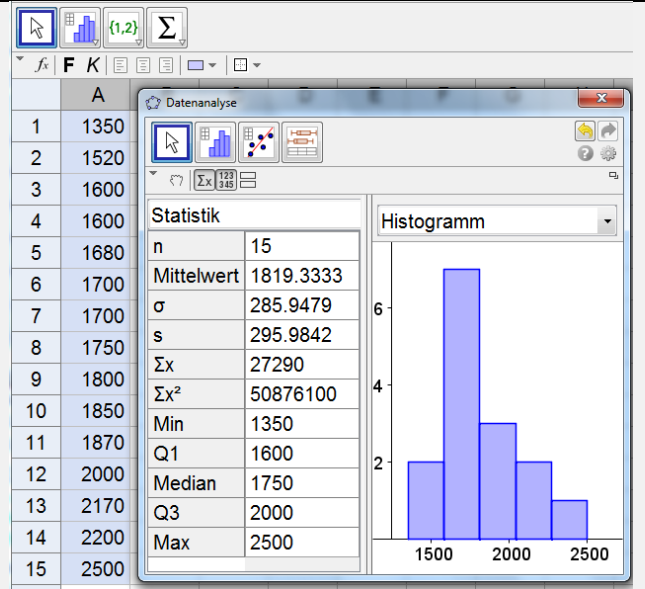 {1,2} Σ
fx F K
A
1 1350
2 1520
3 1600
4 1600
5 1680
6 1700
7 1700
8 1750
9 1800
10 1850
11 1870
12 2000
13 2170
14 2200
15 2500
Datenanalyse
Σx 123 345
Statistik
n 15
Mittelwert 1819.3333
σ 285.9479
s 295.9842
Σx 27290
Σx² 50876100
Min 1350
Q1 1600
Median 1750
Q3 2000
Max 2500
Histogramm
6
4
2
1500 2000 2500